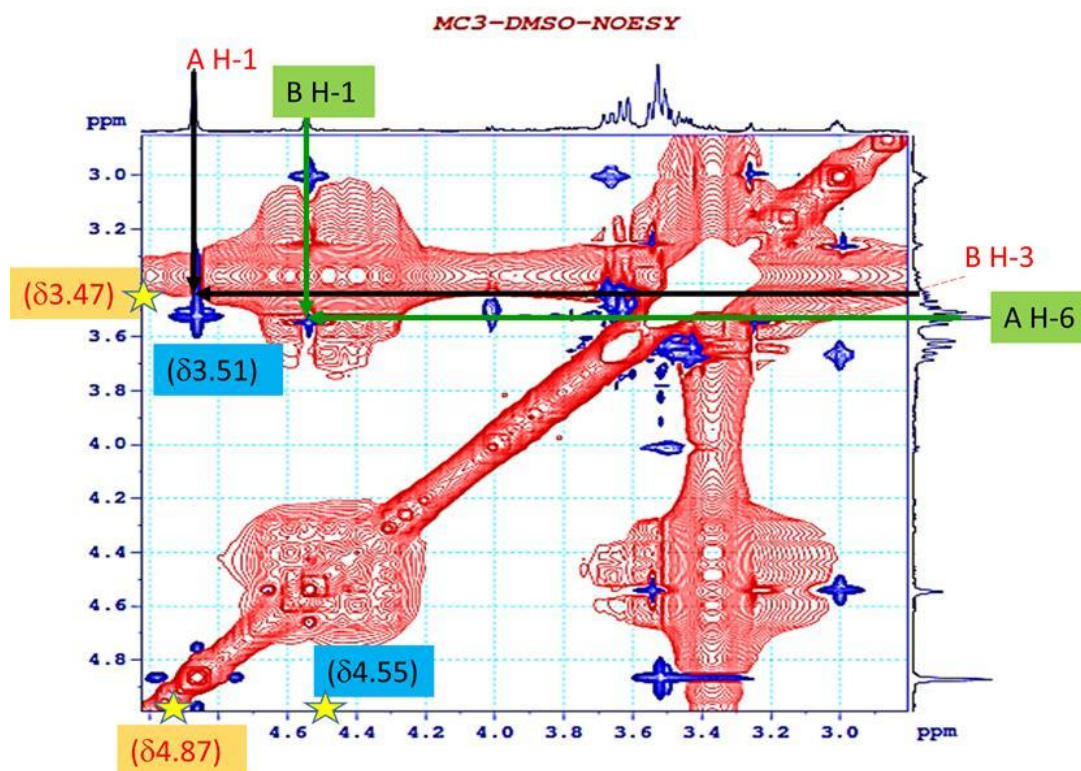 MC3-DMSO-NOESY
A H-1
B H-1
ppm
3.0
3.2
B H-3
(δ3.47)
A H-6
3.6
(δ3.51)
3.8
4.0
4.2
4.4
4.6
4.8
(δ4.55)
4.6 4.4 4.2 4.0 3.8 3.6 3.4 3.2 3.0 ppm
(δ4.87)